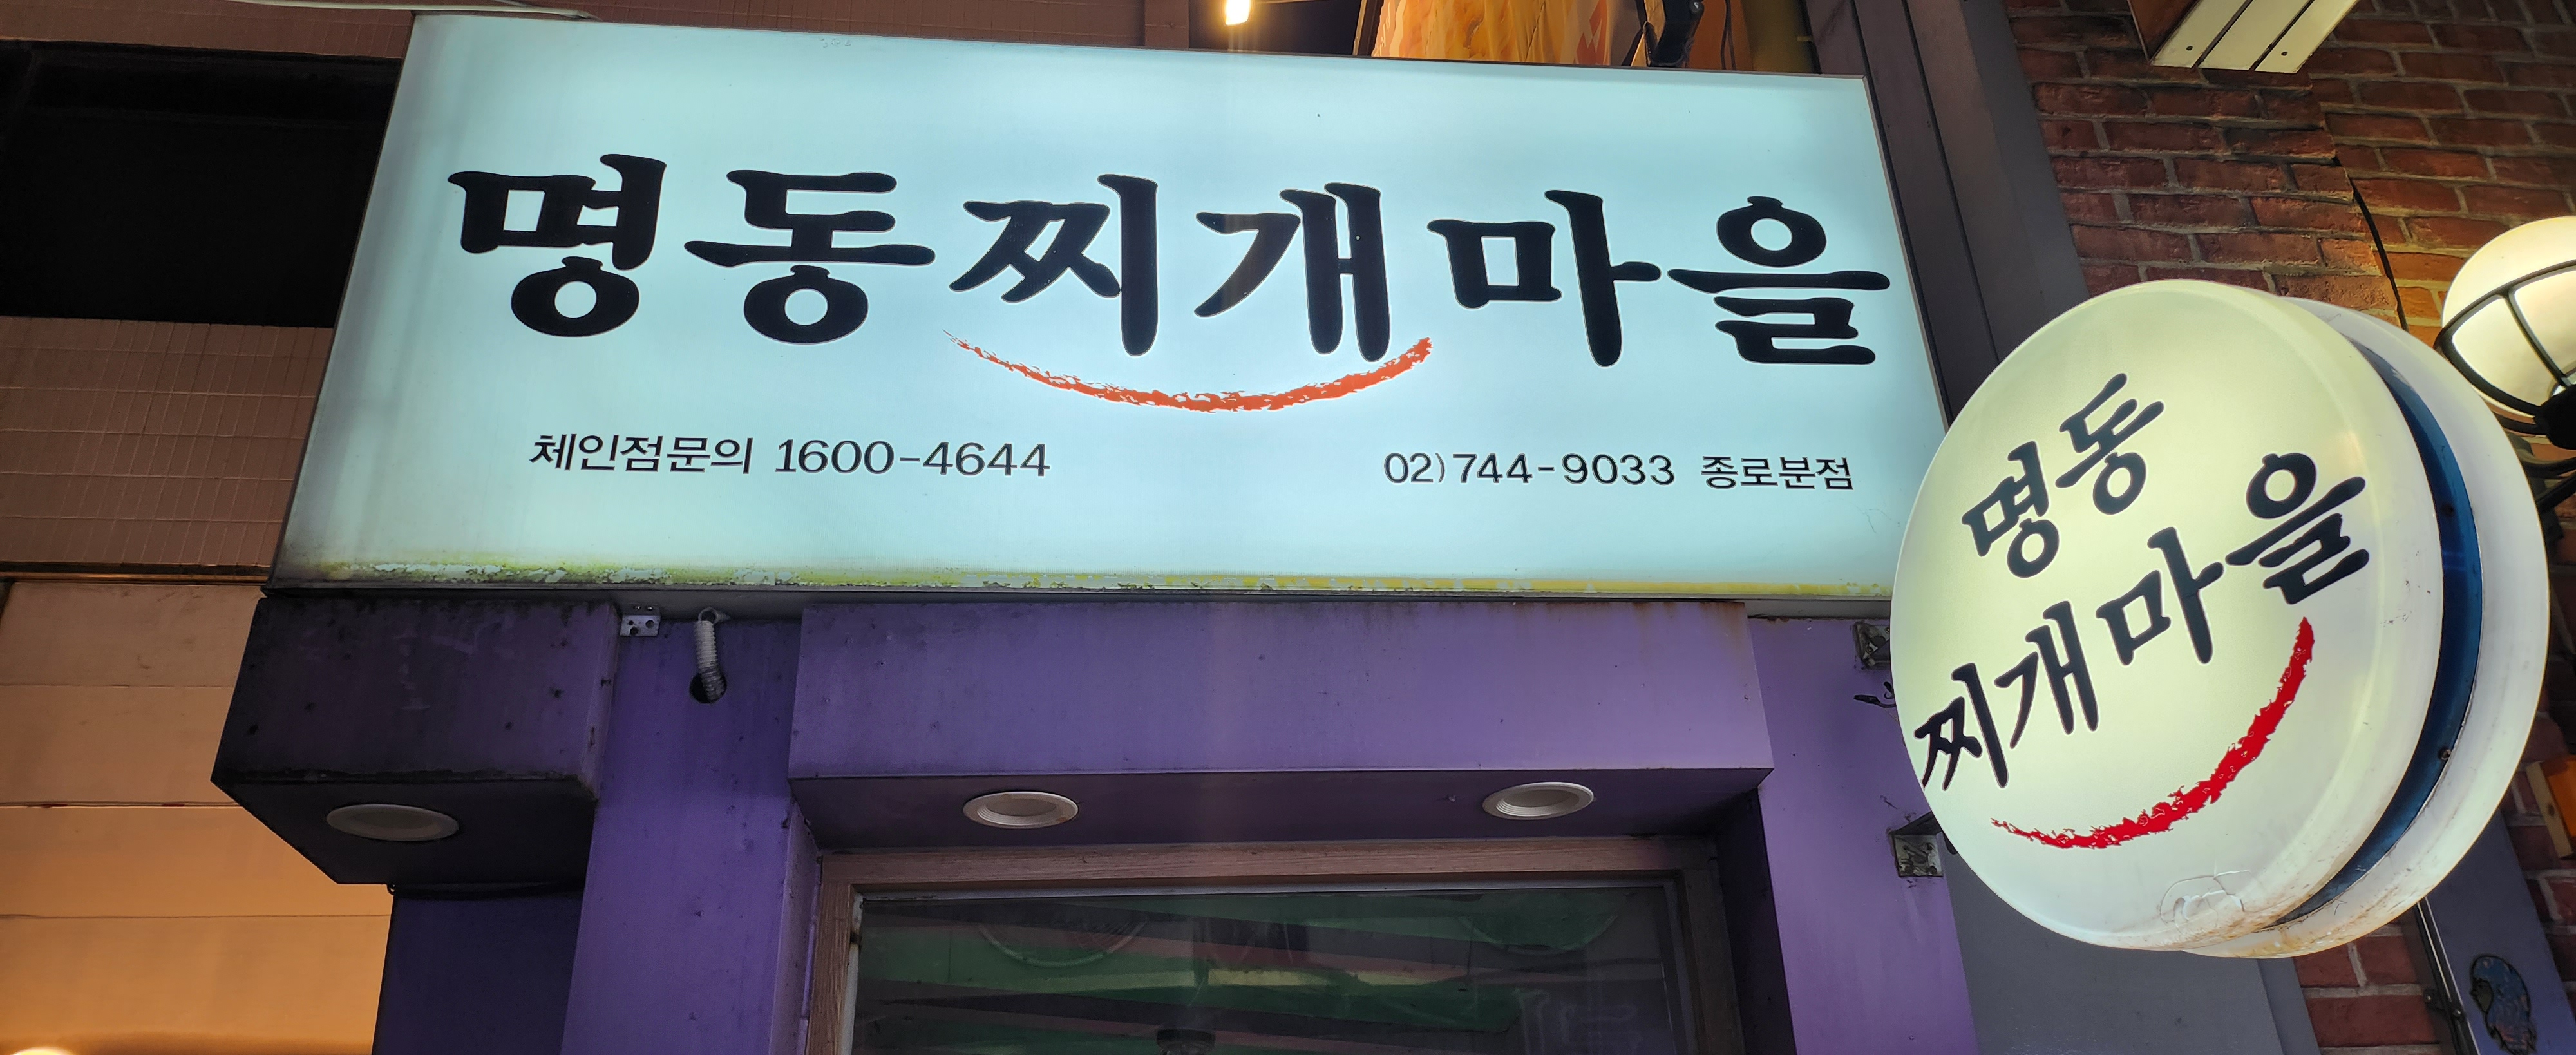 명동찌개마을
체인점문의 1600-4644
02)744-9033 종로분점
명동
찌개마을